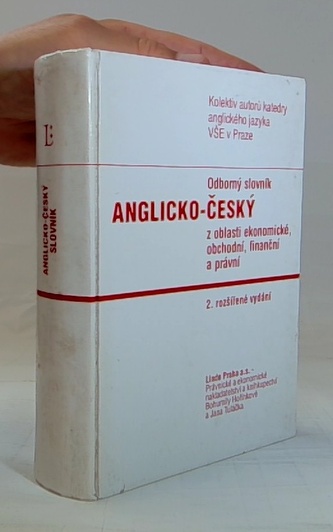 Kolektiv autorů katedry
anglického jazyka
VŠE v Praze
Odborný slovník
ANGLICKO-ČESKÝ
z oblasti ekonomické,
obchodní, finanční
a právní
2. rozšířené vydání
Linde Praha a.s. -
Právnické a ekonomické
nakladatelství a knihkupectví
Bohumily Hořínkové
a Jana Tuláčka
L:
ANGLICKO-ČESKÝ
SLOVNÍK